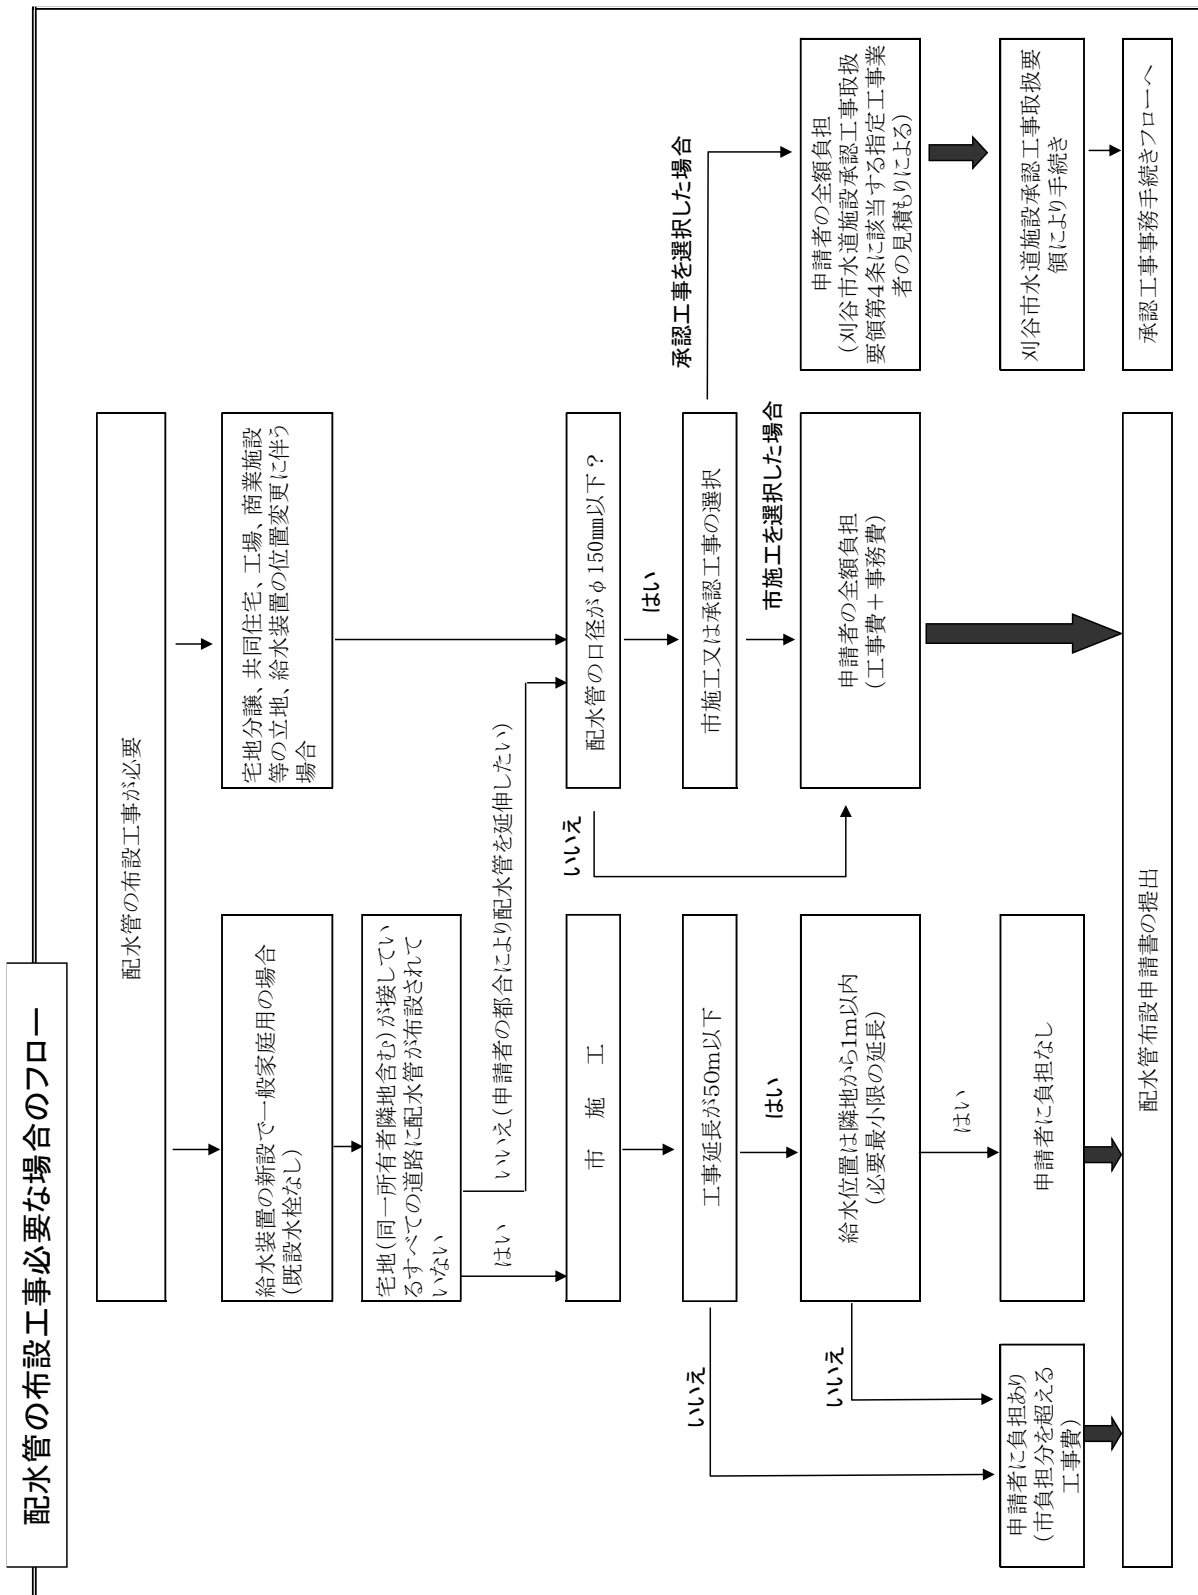 配水管の布設工事必要な場合のフロー
配水管の布設工事が必要
給水装置の新設で一般家庭用の場合
(既設水栓なし)
宅地分譲、共同住宅、工場、商業施設
等の立地、給水装置の位置変更に伴う
場合
宅地(同一所有者隣地含む)が接してい
るすべての道路に配水管が布設されて
いない
はい
いいえ(申請者の都合により配水管を延伸したい)
市 施 工
配水管の口径がφ150mm以下?
いいえ
はい
工事延長が50m以下
市施工又は承認工事の選択
承認工事を選択した場合
いいえ
はい
市施工を選択した場合
給水位置は隣地から1m以内
(必要最小限の延長)
申請者の全額負担
(工事費+事務費)
申請者の全額負担
(刈谷市水道施設承認工事取扱
要領第4条に該当する指定工事業
者の見積もりによる)
いいえ
はい
申請者に負担あり
(市負担分を超える
工事費)
申請者に負担なし
刈谷市水道施設承認工事取扱要
領により手続き
配水管布設申請書の提出
承認工事事務手続きフローへ